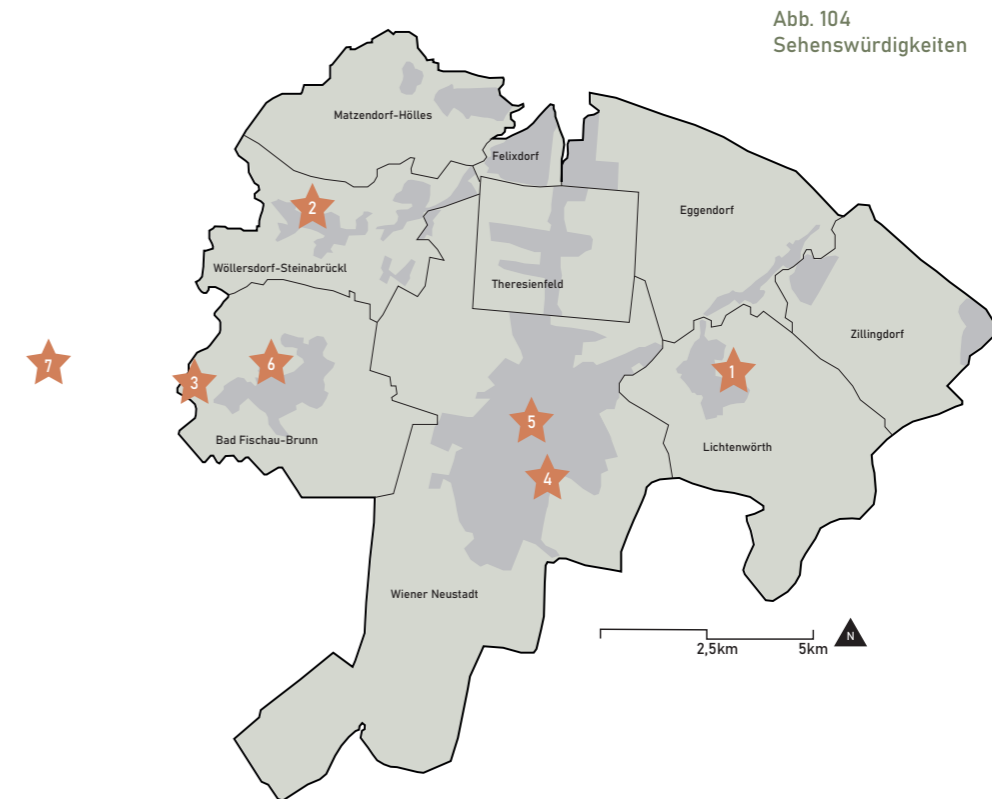 Abb. 104
Sehenswürdigkeiten
Matzendorf-Hölles
Felixdorf
2
Eggendorf
Wöllersdorf-Steinabrückl
Theresienfeld
Zillingdorf
7
3
6
1
5
Bad Fischau-Brunn
Lichtenwörth
4
Wiener Neustadt
N
2,5km
5km